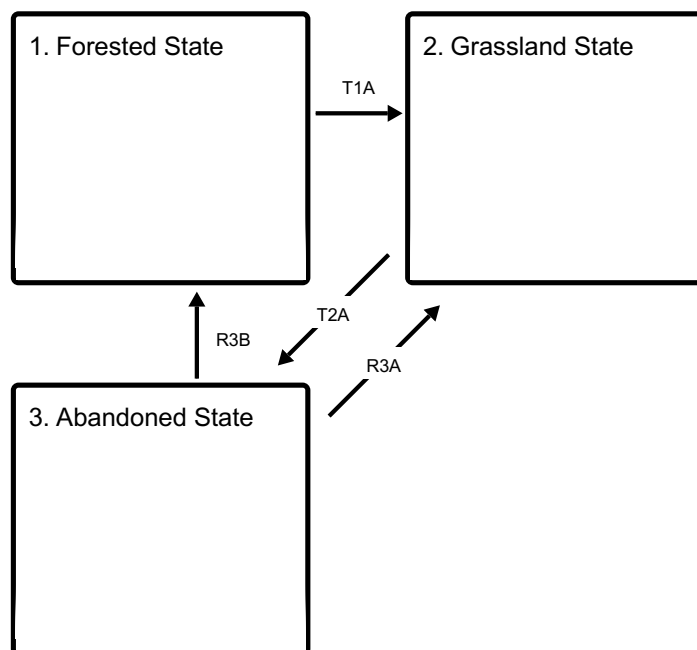 1. Forested State
2. Grassland State
T1A
T2A
R3B
R3A
3. Abandoned State